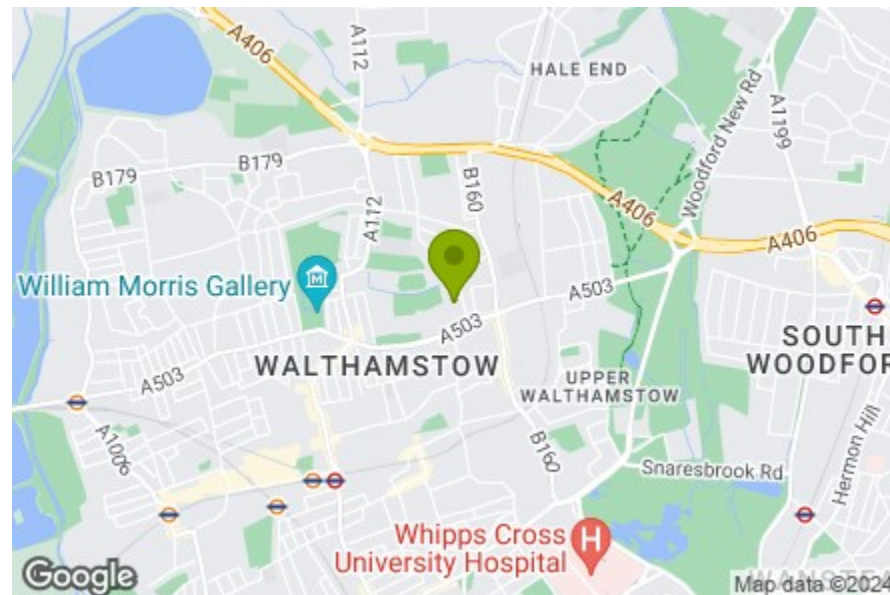 A406
A112
HALE END
Woodford New Rd
A1199
B179
B179
B160
A112
A406
A406
William Morris Gallery
A503
A503
SOUTH
WOODFOR
WALTHAMSTOW
A503
UPPER
WALTHAMSTOW
A1006
B160
Snaresbrook Rd
Hermon Hill
Whipps Cross
University Hospital
H
Google
Map data ©2024
WANSTEA